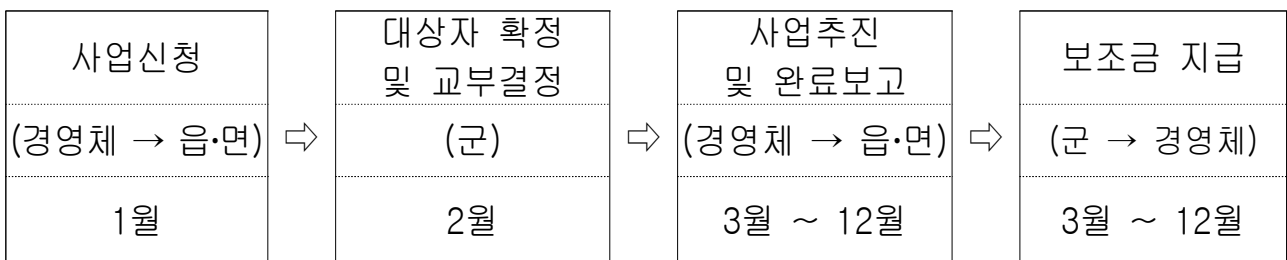 사업신청
(경영체 → 읍·면)
1월
⇨
대상자 확정
및 교부결정
(군)
2월
⇨
사업추진
및 완료보고
(경영체 → 읍·면)
3월 ~ 12월
⇨
보조금 지급
(군 → 경영체)
3월 ~ 12월